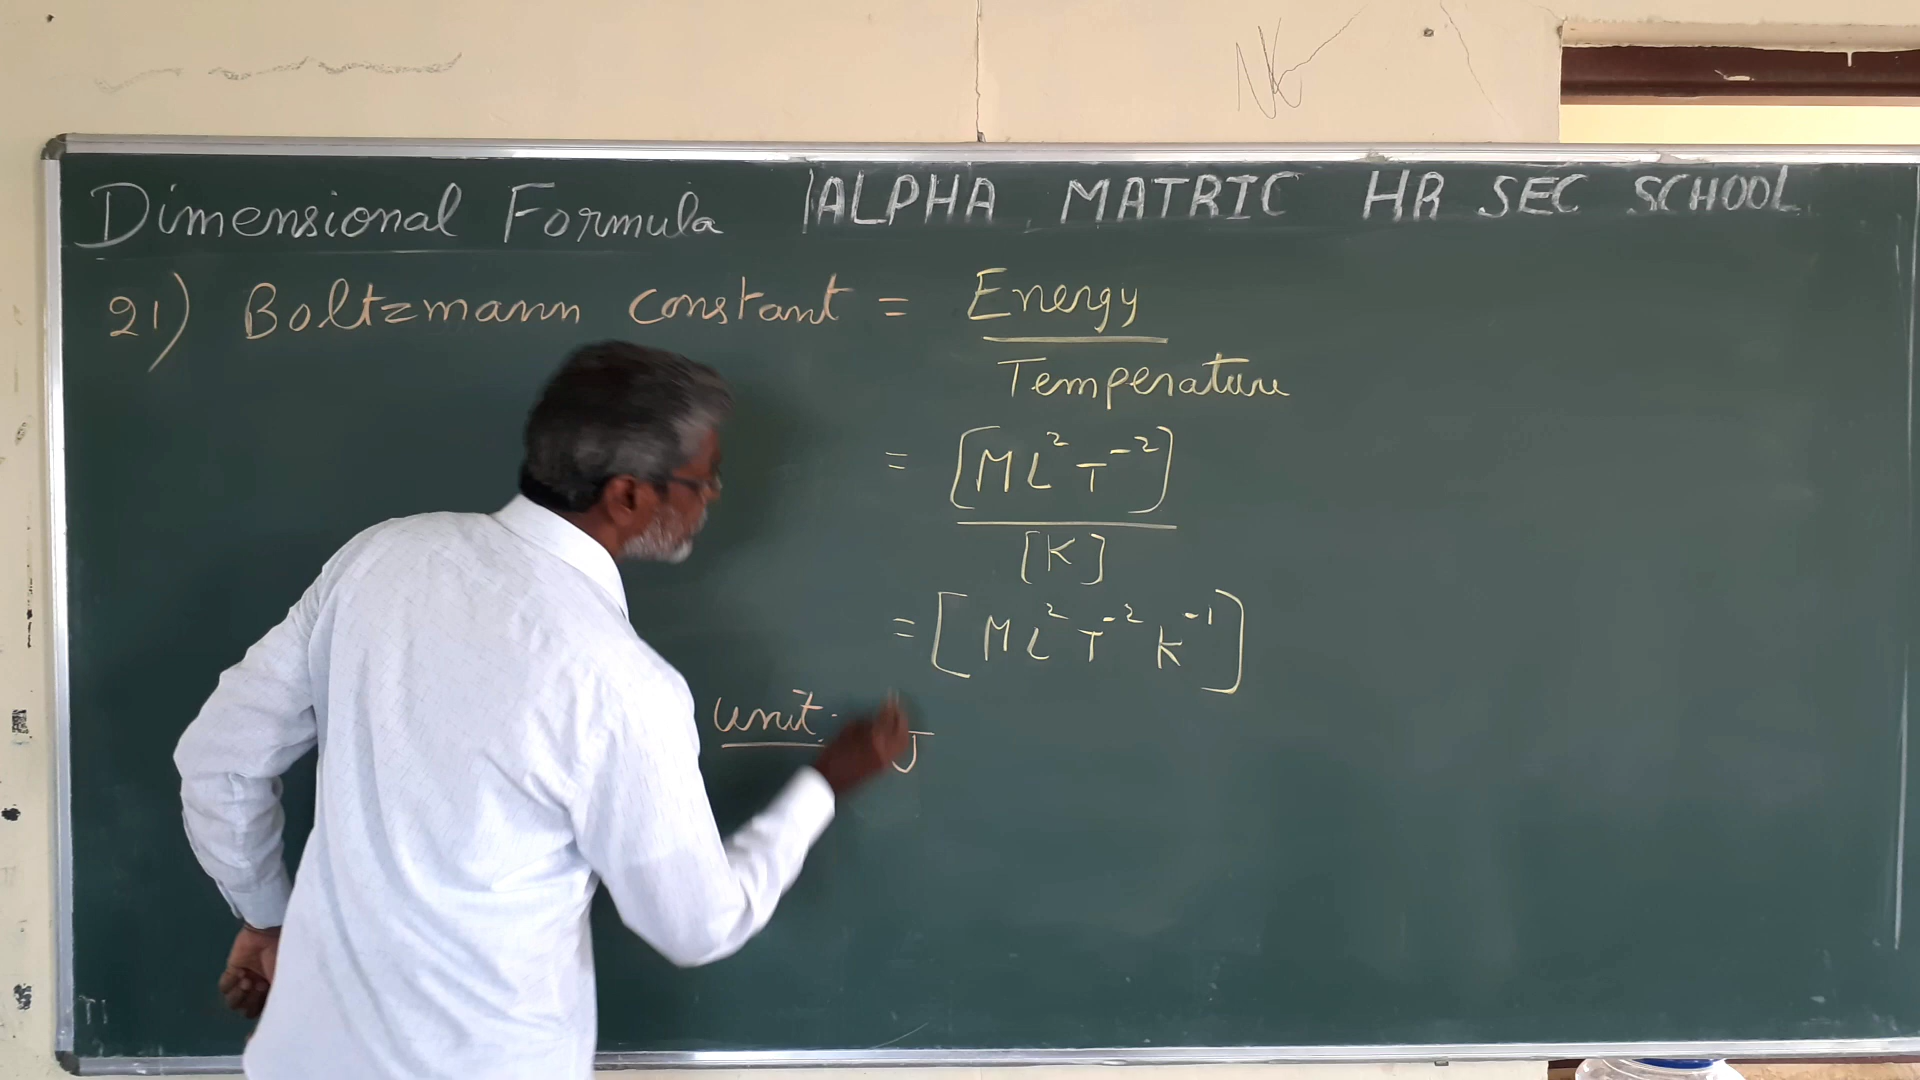 Dimensional Formula ALPHA MATRIC HR SEC SCHOOL
21) Boltzmann constant = Energy
Temperature
= [ML²T⁻²]
[K]
= [ML²T⁻²K⁻¹]
unit: J